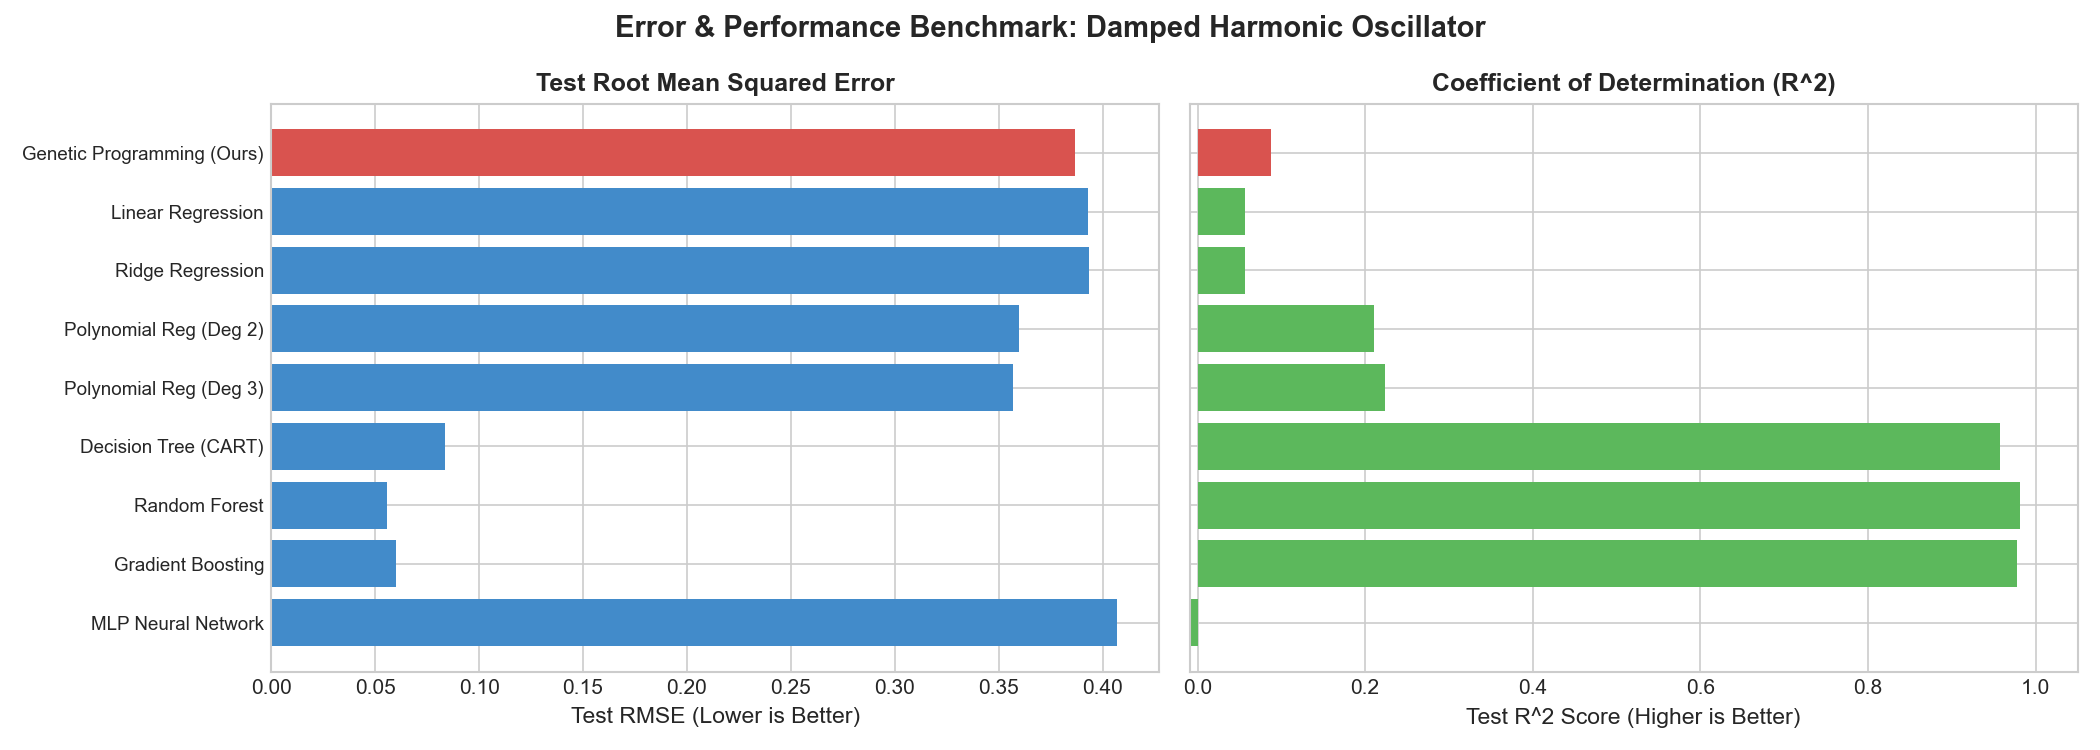 Error & Performance Benchmark: Damped Harmonic Oscillator
Test Root Mean Squared Error
Genetic Programming (Ours)
Linear Regression
Ridge Regression
Polynomial Reg (Deg 2)
Polynomial Reg (Deg 3)
Decision Tree (CART)
Random Forest
Gradient Boosting
MLP Neural Network
0.00 0.05 0.10 0.15 0.20 0.25 0.30 0.35 0.40
Test RMSE (Lower is Better)
Coefficient of Determination (R^2)
0.0 0.2 0.4 0.6 0.8 1.0
Test R^2 Score (Higher is Better)